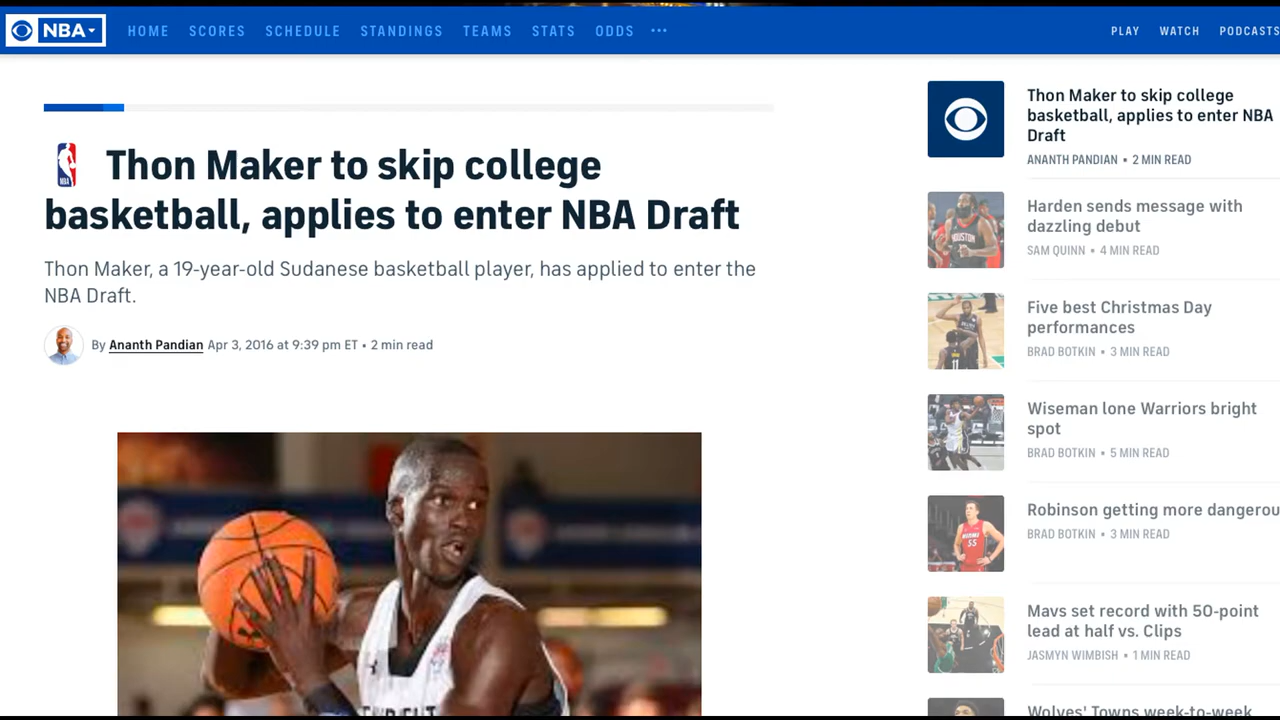 NBA
HOME SCORES SCHEDULE STANDINGS TEAMS STATS ODDS ••• PLAY WATCH PODCASTS
Thon Maker to skip college
basketball, applies to enter NBA Draft
Thon Maker, a 19-year-old Sudanese basketball player, has applied to enter the
NBA Draft.
By Ananth Pandian Apr 3, 2016 at 9:39 pm ET • 2 min read
Thon Maker to skip college
basketball, applies to enter NBA
Draft
ANANTH PANDIAN • 2 MIN READ
Harden sends message with
dazzling debut
SAM QUINN • 4 MIN READ
Five best Christmas Day
performances
BRAD BOTKIN • 3 MIN READ
Wiseman lone Warriors bright
spot
BRAD BOTKIN • 5 MIN READ
Robinson getting more dangerou
BRAD BOTKIN • 3 MIN READ
Mavs set record with 50-point
lead at half vs. Clips
JASMYN WIMBISH • 1 MIN READ
Wolves' Towns week-to-week